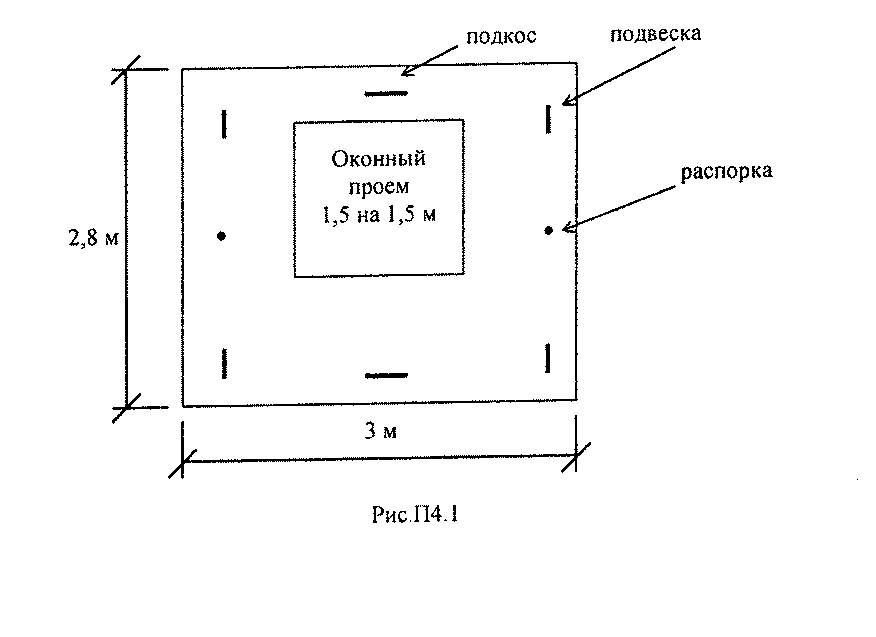 подкос
подвеска
Оконный
проем
1,5 на 1,5 м
распорка
2,8 м
3 м
Рис.П4.1